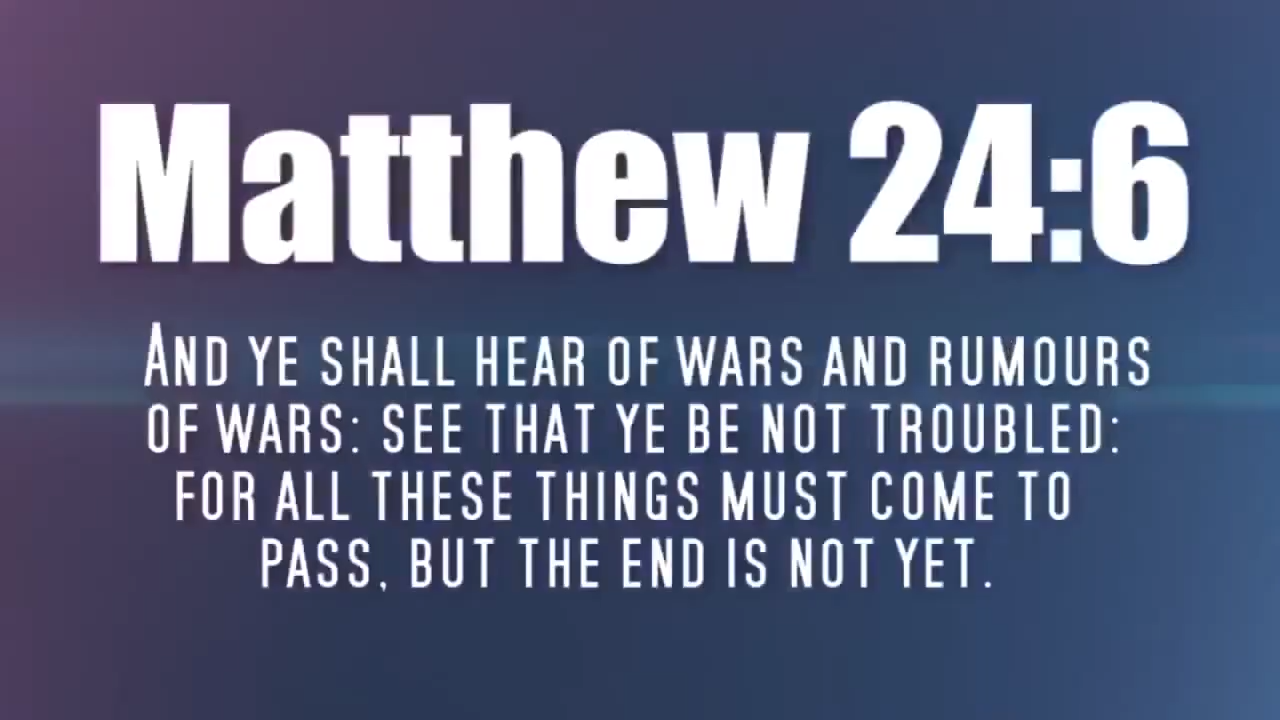 Matthew 24:6
And ye shall hear of wars and rumours
of wars: see that ye be not troubled:
for all these things must come to
pass, but the end is not yet.